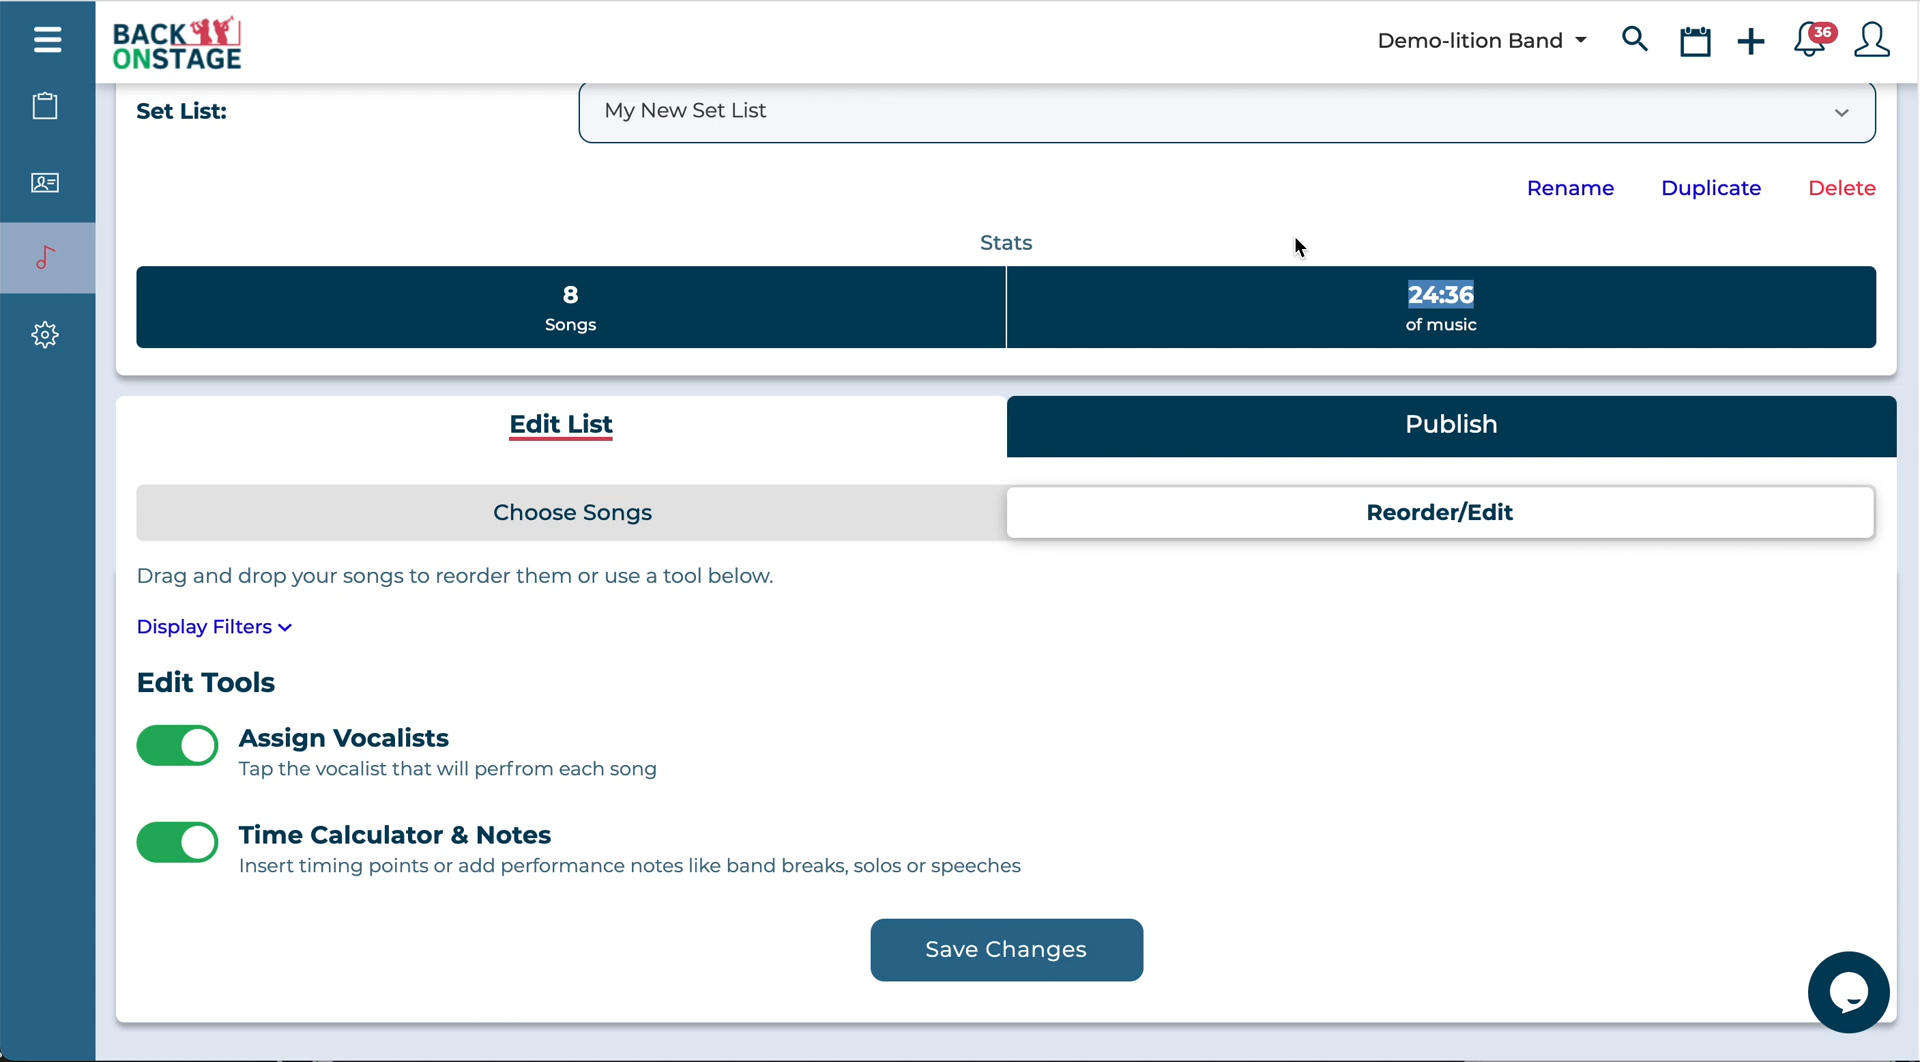 BACK
ONSTAGE
Demo-lition Band
36
Set List:
My New Set List
Rename Duplicate Delete
Stats
8
Songs
24:36
of music
Edit List
Publish
Choose Songs
Reorder/Edit
Drag and drop your songs to reorder them or use a tool below.
Display Filters
Edit Tools
Assign Vocalists
Tap the vocalist that will perfrom each song
Time Calculator & Notes
Insert timing points or add performance notes like band breaks, solos or speeches
Save Changes